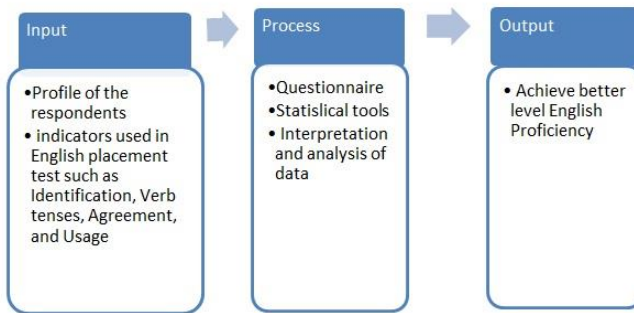 Input
•Profile of the
respondents
• indicators used in
English placement
test such as
Identification, Verb
tenses, Agreement,
and Usage
Process
•Questionnaire
•Statislical tools
• Interpretation
and analysis of
data
Output
• Achieve better
level English
Proficiency